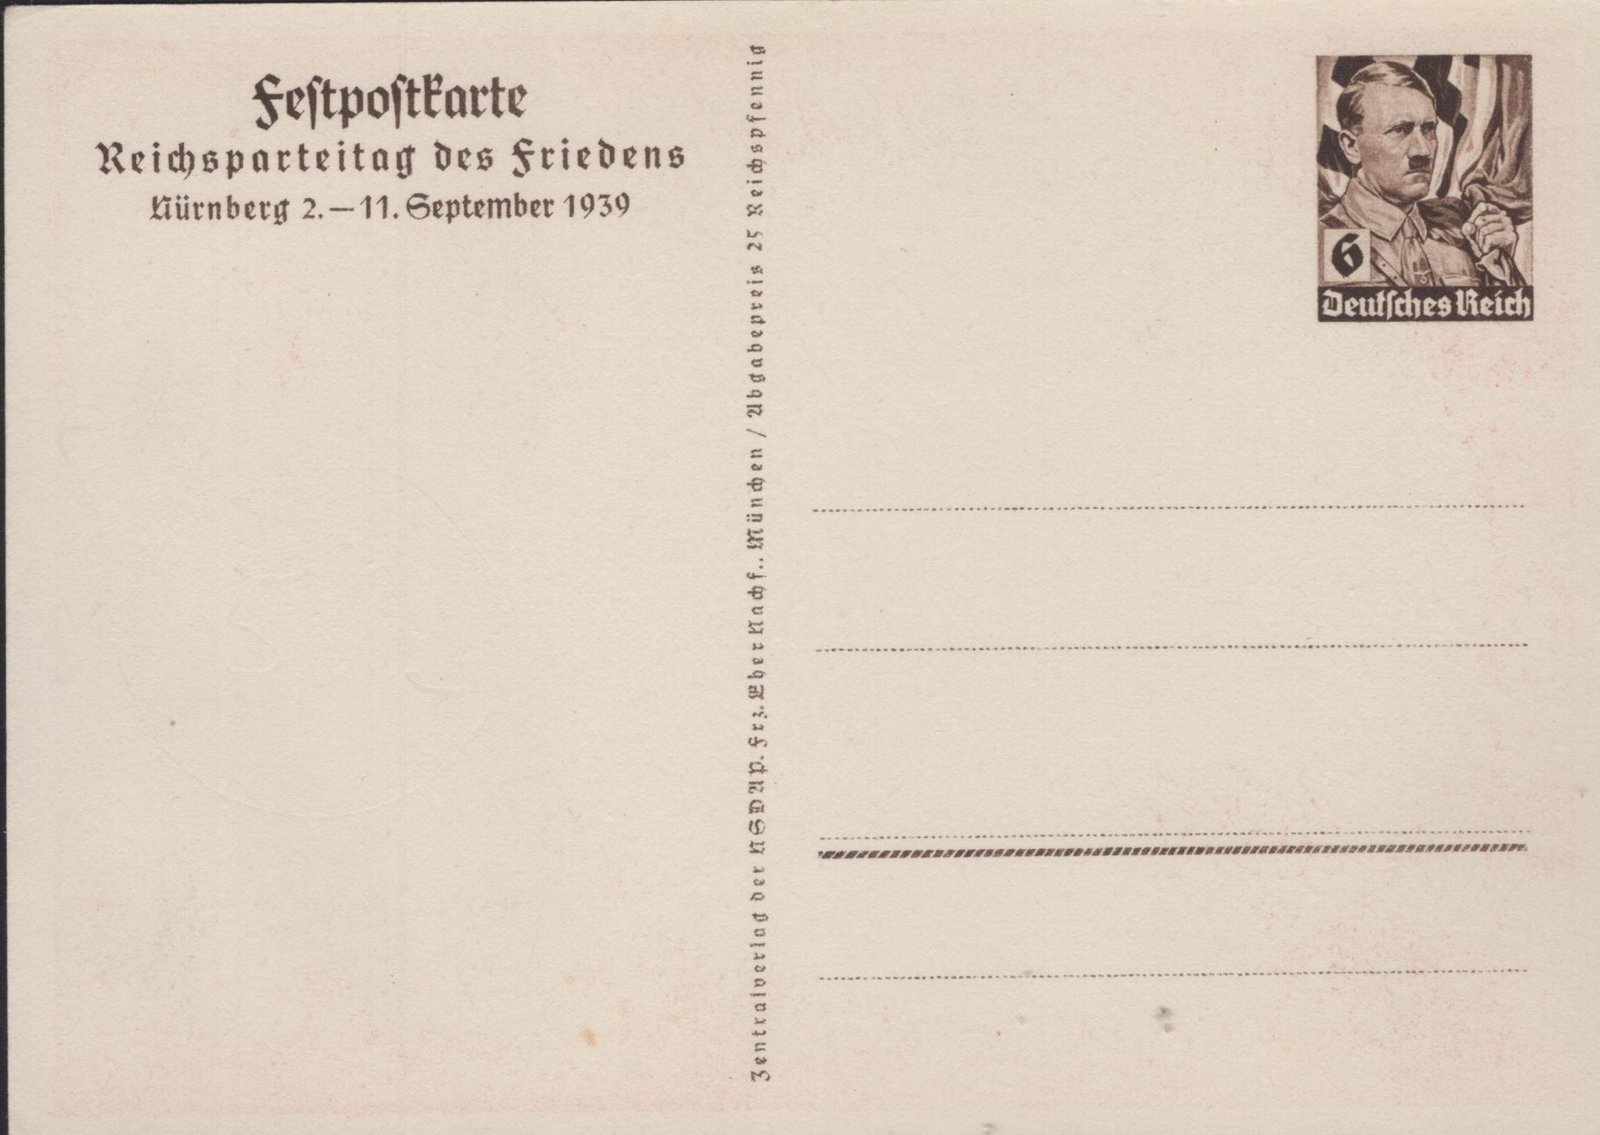 Festpostkarte
Reichsparteitag des Friedens
Nürnberg 2.—11. September 1939
Zentralverlag der NSDAP. Frz. Eher Nachf., München / Abgabepreis 25 Reichspfennig
6
Deutsches Reich